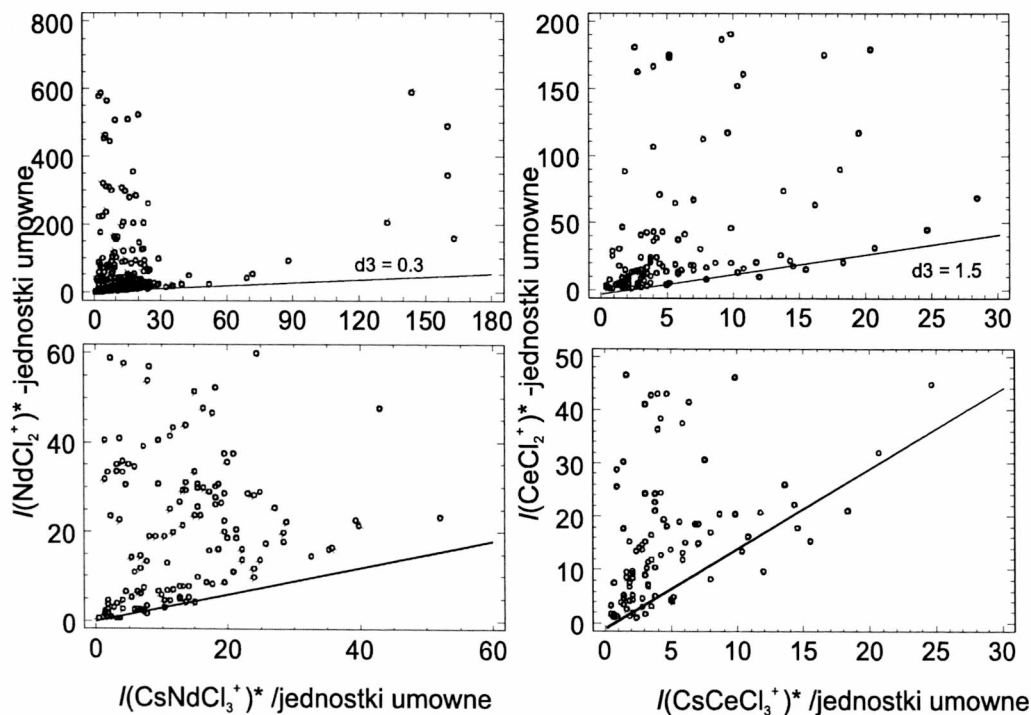 800
600
400
200
0
d3 = 0.3
0 30 60 90 120 150 180
200
150
100
50
0
d3 = 1.5
0 5 10 15 20 25 30
I(NdCl₂⁺)* -jednostki umowne
60
40
20
0
0 20 40 60
I(CsNdCl₃⁺)* /jednostki umowne
I(CeCl₂⁺)* -jednostki umowne
50
40
30
20
10
0
0 5 10 15 20 25 30
I(CsCeCl₃⁺)* /jednostki umowne